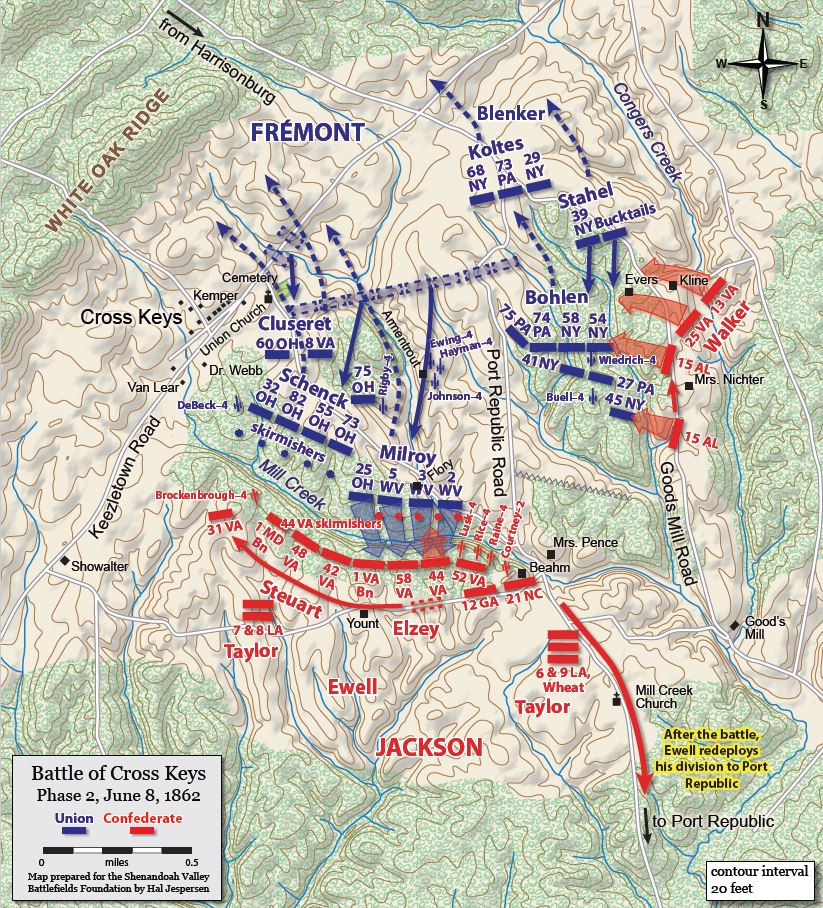 from Harrisonburg
N
W
E
S
WHITE OAK RIDGE
FRÉMONT
Congers Creek
Blenker
Koltes
68 NY
73 PA
29 NY
Stahel
39 NY
Bucktails
Cemetery
Kemper
Cross Keys
Union Church
Evers
Kline
13 VA
25 VA
Walker
Bohlen
75 PA
74 PA
58 NY
54 NY
Wiedrich–4
15 AL
41 NY
27 PA
Mrs. Nichter
Buell–4
45 NY
15 AL
Cluseret
60 OH
8 VA
Armentrout
Ewing–4
Hayman–4
Rigby–4
Johnson–4
Port Republic Road
Dr. Webb
Van Lear
Schenck
75 OH
32 OH
82 OH
55 OH
73 OH
DeBeck–4
skirmishers
Keezletown Road
Mill Creek
Milroy
Flory
25 OH
5 WV
3 WV
2 WV
Goods Mill Road
Brockenbrough–4
31 VA
44 VA skirmishers
Lusk–4
Rice–4
Raine–4
Courtney–2
1 MD Bn
48 VA
42 VA
1 VA Bn
58 VA
44 VA
52 VA
12 GA
21 NC
Mrs. Pence
Beahm
Showalter
Steuart
Yount
Elzey
7 & 8 LA
Taylor
Good's Mill
Ewell
6 & 9 LA,
Wheat
Taylor
Mill Creek
Church
JACKSON
After the battle,
Ewell redeploys
his division to Port
Republic
to Port Republic
Battle of Cross Keys
Phase 2, June 8, 1862
Union Confederate
0 miles 0.5
Map prepared for the Shenandoah Valley
Battlefields Foundation by Hal Jespersen
contour interval
20 feet